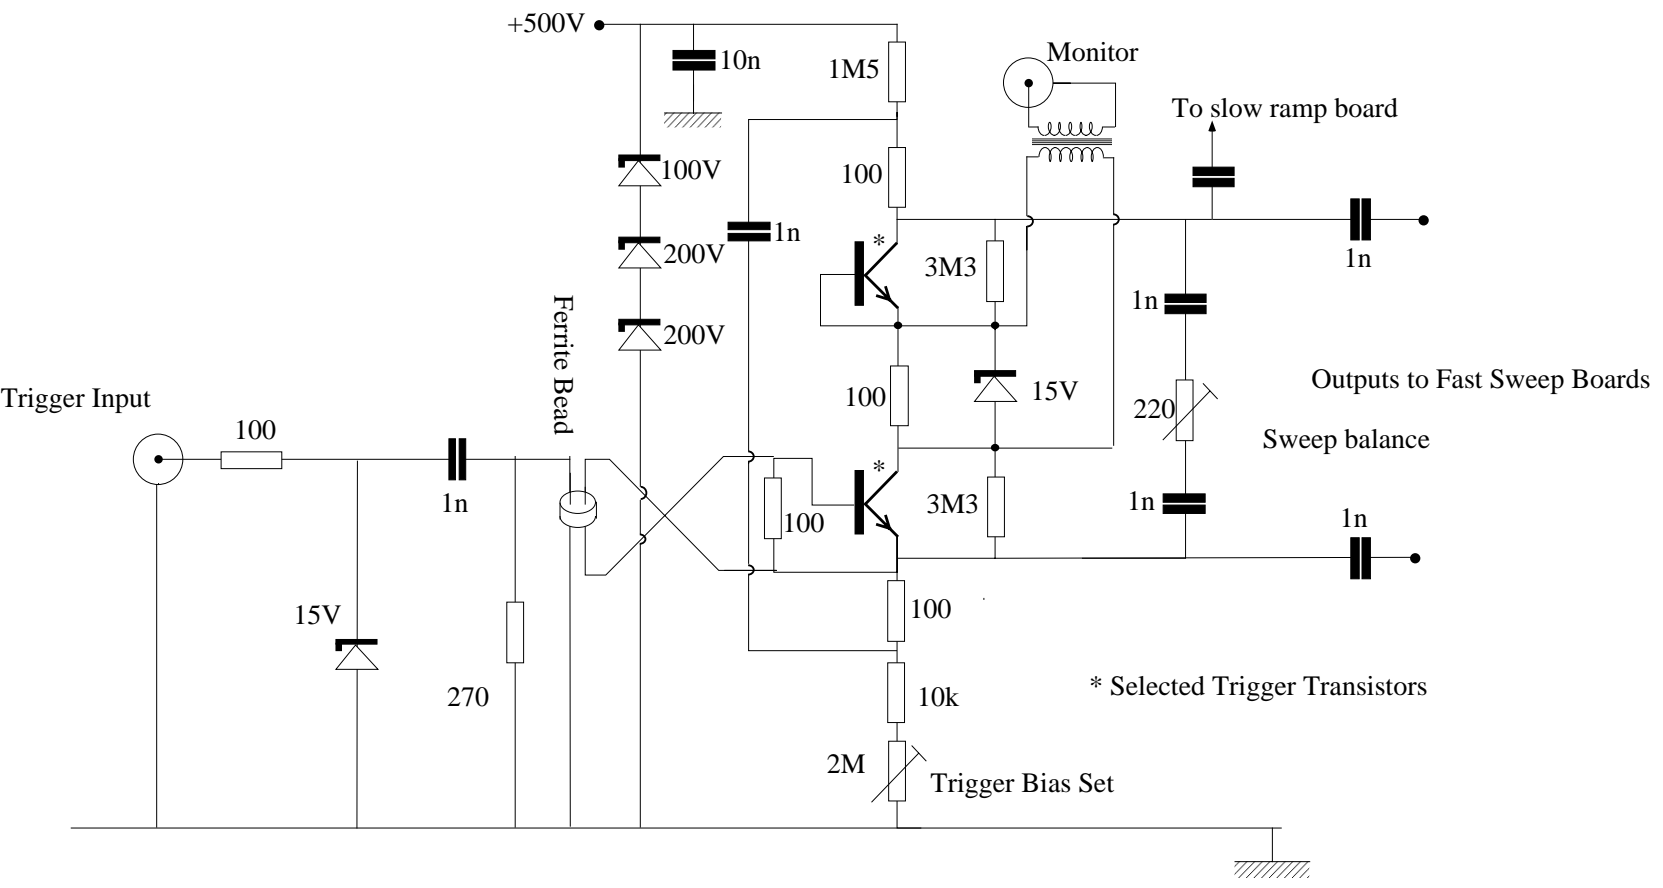 +500V
10n
1M5
Monitor
To slow ramp board
100V
100
*
1n
200V
3M3
1n
1n
200V
Ferrite Bead
15V
100
220
Outputs to Fast Sweep Boards
Trigger Input
100
Sweep balance
*
1n
3M3
1n
1n
100
15V
100
270
10k
* Selected Trigger Transistors
2M
Trigger Bias Set